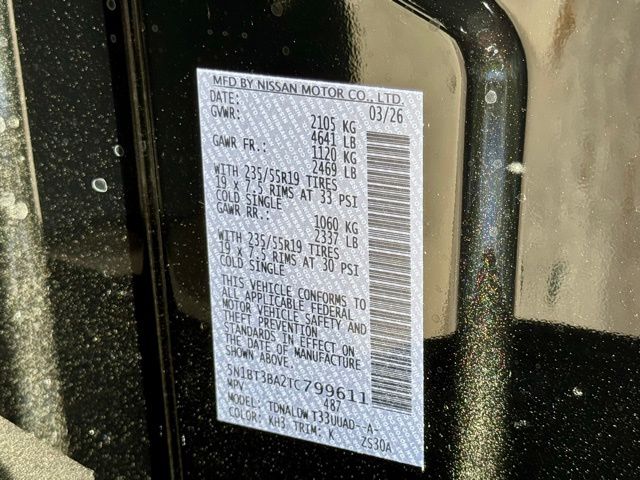 MFD BY NISSAN MOTOR CO., LTD.
DATE: 03/26
GVWR: 2105 KG
4641 LB
GAWR FR.: 1120 KG
2469 LB
WITH 235/55R19 TIRES
19 x 7.5 RIMS AT 33 PSI
COLD SINGLE
GAWR RR.: 1060 KG
2337 LB
WITH 235/55R19 TIRES
19 x 7.5 RIMS AT 30 PSI
COLD SINGLE
THIS VEHICLE CONFORMS TO
ALL APPLICABLE FEDERAL
MOTOR VEHICLE SAFETY AND
THEFT PREVENTION
STANDARDS IN EFFECT ON
THE DATE OF MANUFACTURE
SHOWN ABOVE.
5N1BT3BA2TC799611
MPV 487
MODEL: TDNALDW T33UUAD--A-
COLOR: KH3 TRIM: K ZS30A